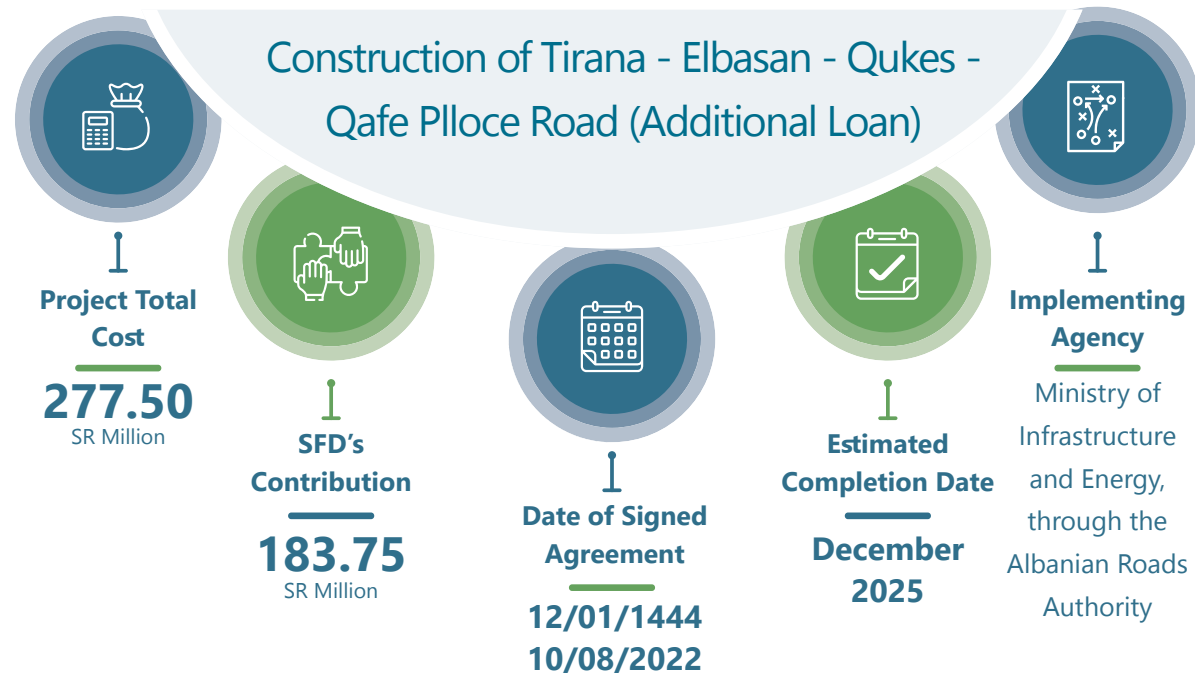 Construction of Tirana - Elbasan - Qukes -
Qafe Plloce Road (Additional Loan)
Project Total
Cost
277.50
SR Million
SFD's
Contribution
183.75
SR Million
Date of Signed
Agreement
12/01/1444
10/08/2022
Estimated
Completion Date
December
2025
Implementing
Agency
Ministry of
Infrastructure
and Energy,
through the
Albanian Roads
Authority